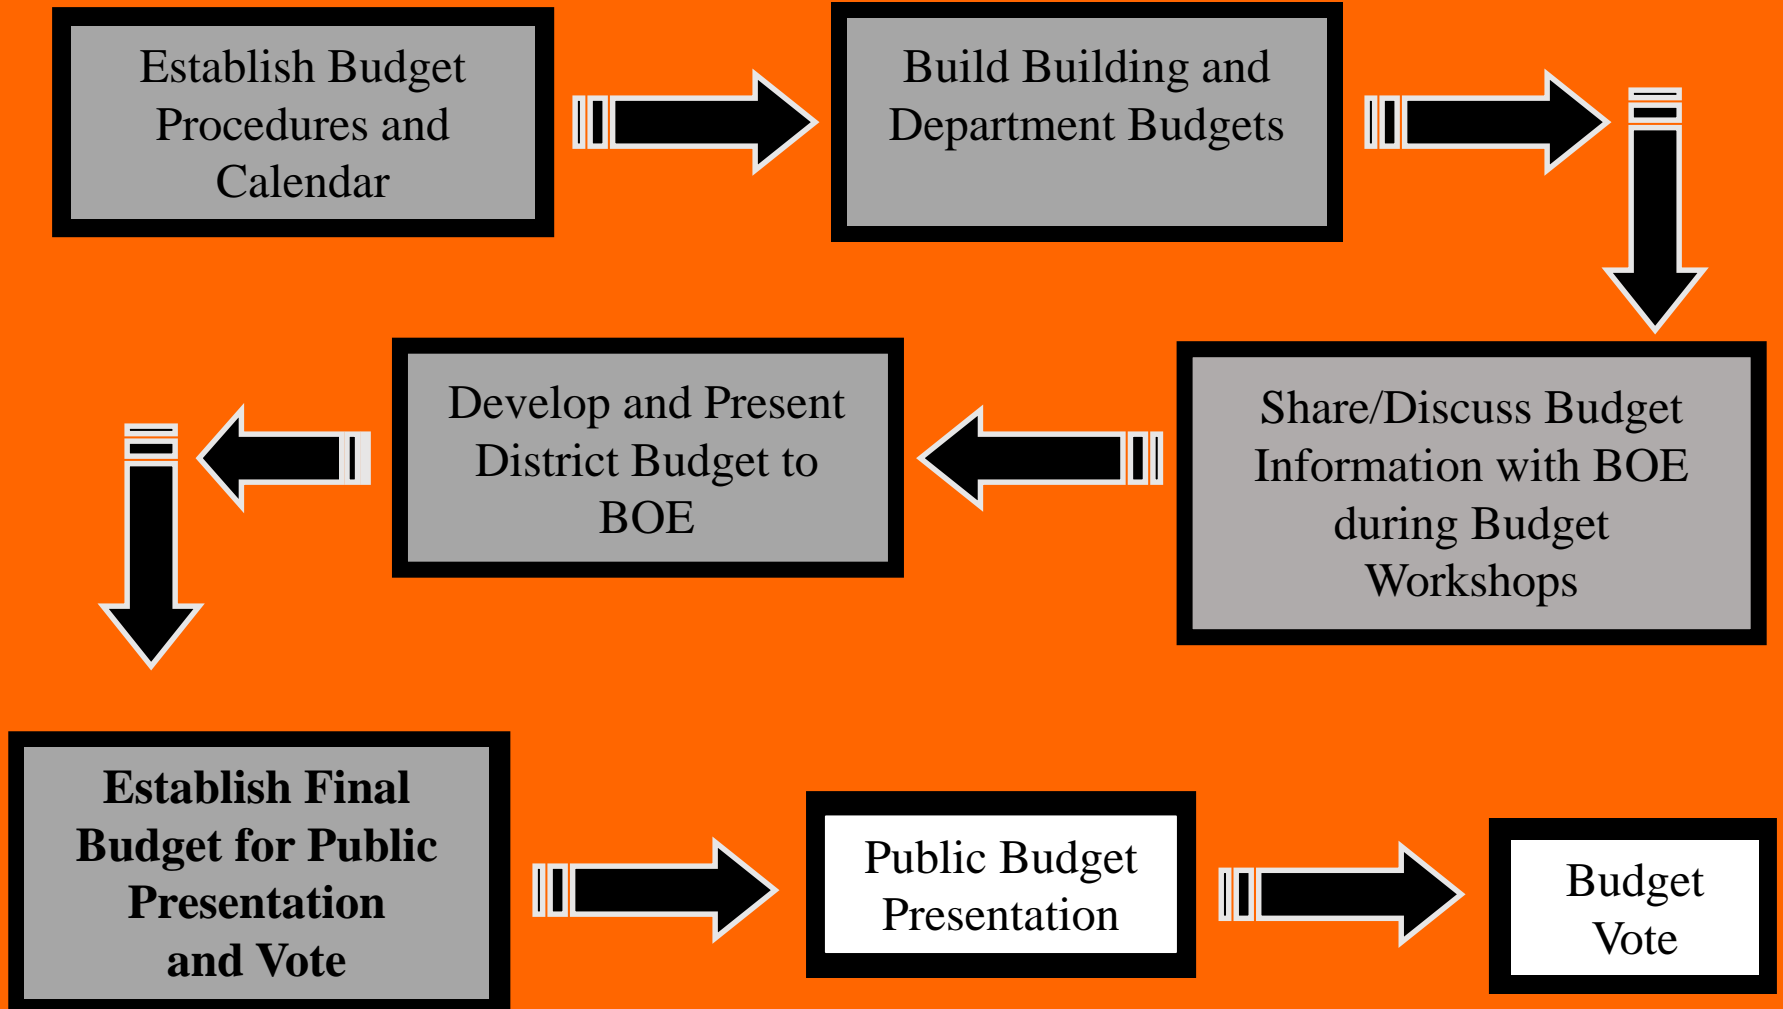 Establish Budget
Procedures and
Calendar
Build Building and
Department Budgets
Share/Discuss Budget
Information with BOE
during Budget
Workshops
Develop and Present
District Budget to
BOE
Establish Final
Budget for Public
Presentation
and Vote
Public Budget
Presentation
Budget
Vote